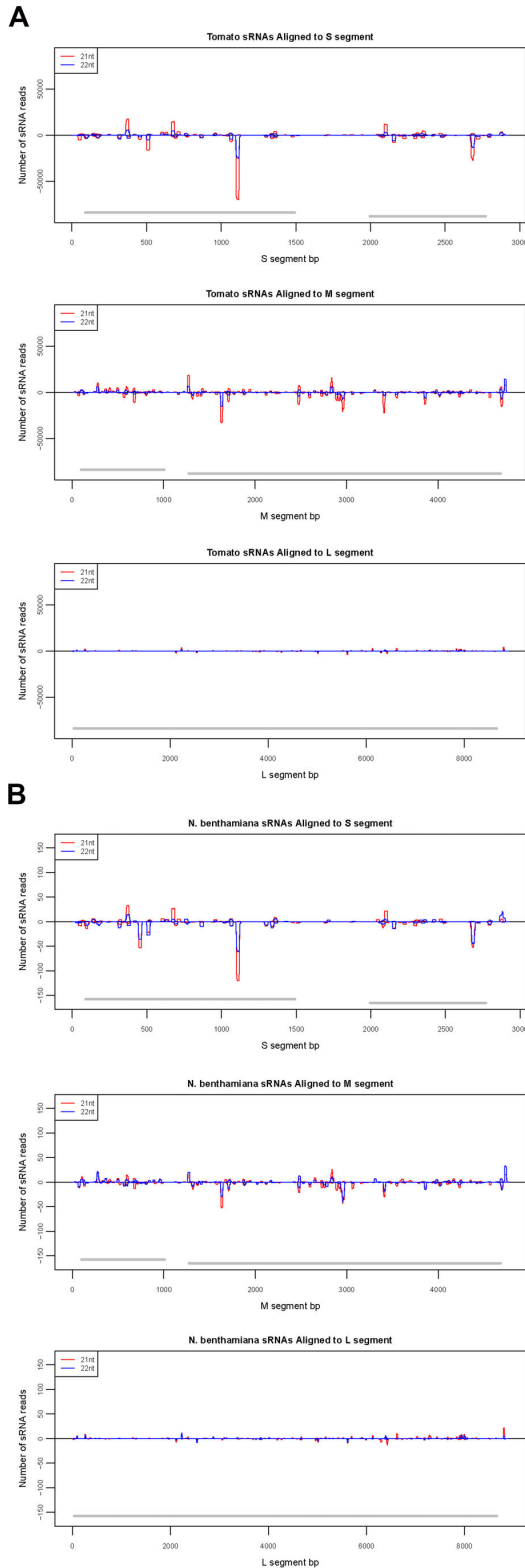 A
Tomato sRNAs Aligned to S segment
21nt
22nt
Number of sRNA reads
50000
0
-50000
0 500 1000 1500 2000 2500 3000
S segment bp
Tomato sRNAs Aligned to M segment
21nt
22nt
Number of sRNA reads
50000
0
-50000
0 1000 2000 3000 4000
M segment bp
Tomato sRNAs Aligned to L segment
21nt
22nt
Number of sRNA reads
50000
0
-50000
0 2000 4000 6000 8000
L segment bp
B
N. benthamiana sRNAs Aligned to S segment
21nt
22nt
Number of sRNA reads
150
100
50
0
-50
-100
-150
0 500 1000 1500 2000 2500 3000
S segment bp
N. benthamiana sRNAs Aligned to M segment
21nt
22nt
Number of sRNA reads
150
100
50
0
-50
-100
-150
0 1000 2000 3000 4000
M segment bp
N. benthamiana sRNAs Aligned to L segment
21nt
22nt
Number of sRNA reads
150
100
50
0
-50
-100
-150
0 2000 4000 6000 8000
L segment bp